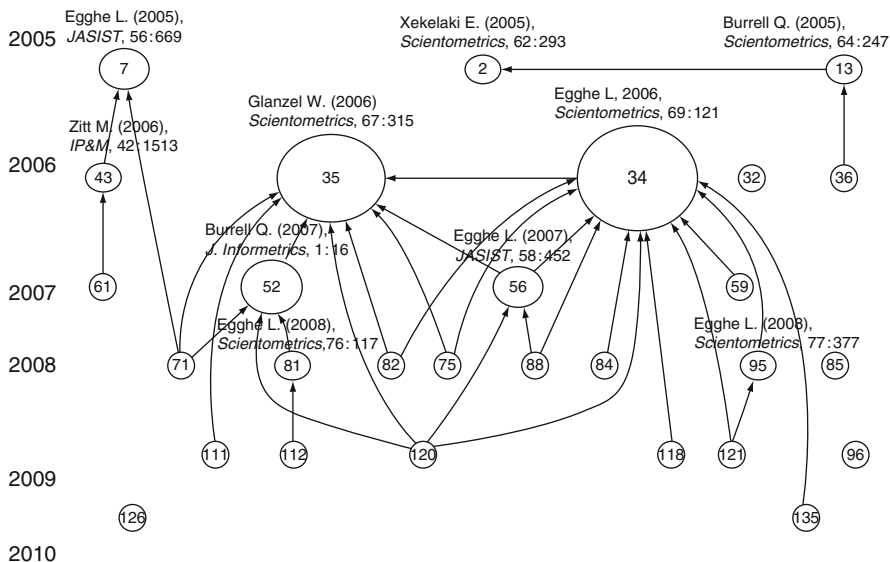 Egghe L. (2005),
JASIST, 56:669
Xekelaki E. (2005),
Scientometrics, 62:293
Burrell Q. (2005),
Scientometrics, 64:247
2005
7
2
13
Glanzel W. (2006)
Scientometrics, 67:315
Egghe L, 2006,
Scientometrics,
69:121
Zitt M. (2006),
IP&M, 42:1513
2006
43
35
34
32
36
Burrell Q. (2007),
J. Informetrics, 1:16
Egghe L. (2007),
JASIST, 58:452
2007
61
52
56
59
Egghe L. (2008),
Scientometrics,76:117
Egghe L. (2008),
Scientometrics, 77:377
2008
71
81
82
75
88
84
95
85
111
112
120
118
121
96
2009
126
135
2010